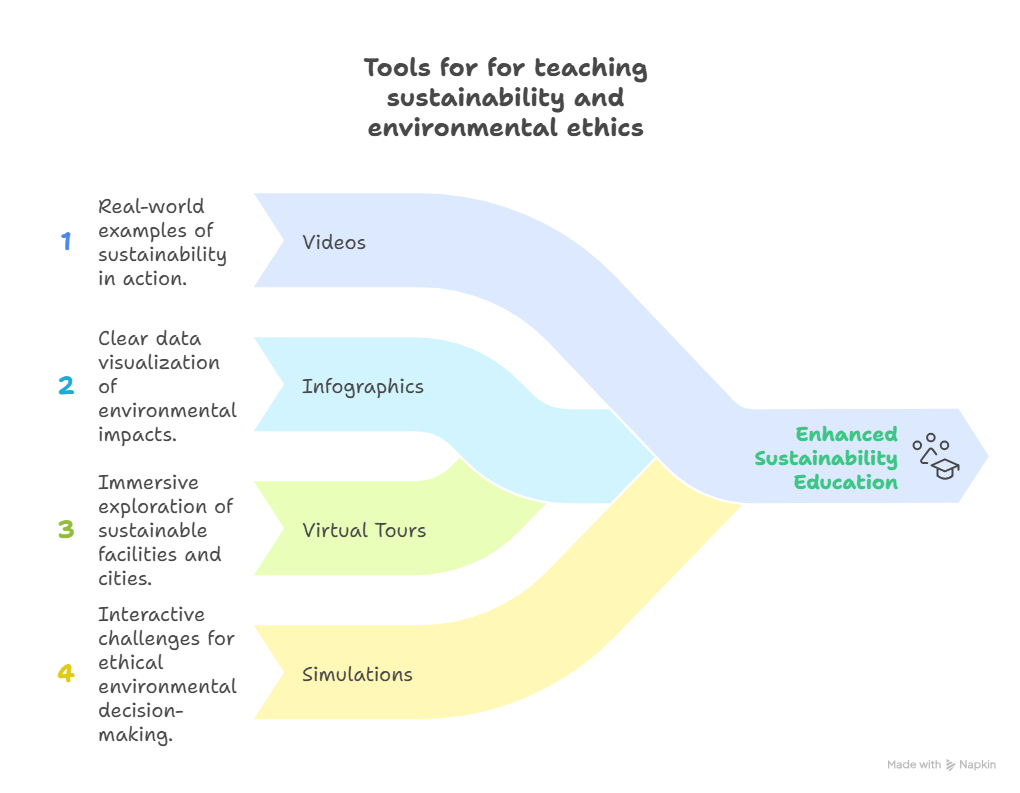 Tools for for teaching
sustainability and
environmental ethics
1
Real-world
examples of
sustainability
in action.
Videos
2
Clear data
visualization
of
environmental
impacts.
Infographics
Enhanced
Sustainability
Education
3
Immersive
exploration of
sustainable
facilities and
cities.
Virtual Tours
4
Interactive
challenges for
ethical
environmental
decision-
making.
Simulations
Made with Napkin